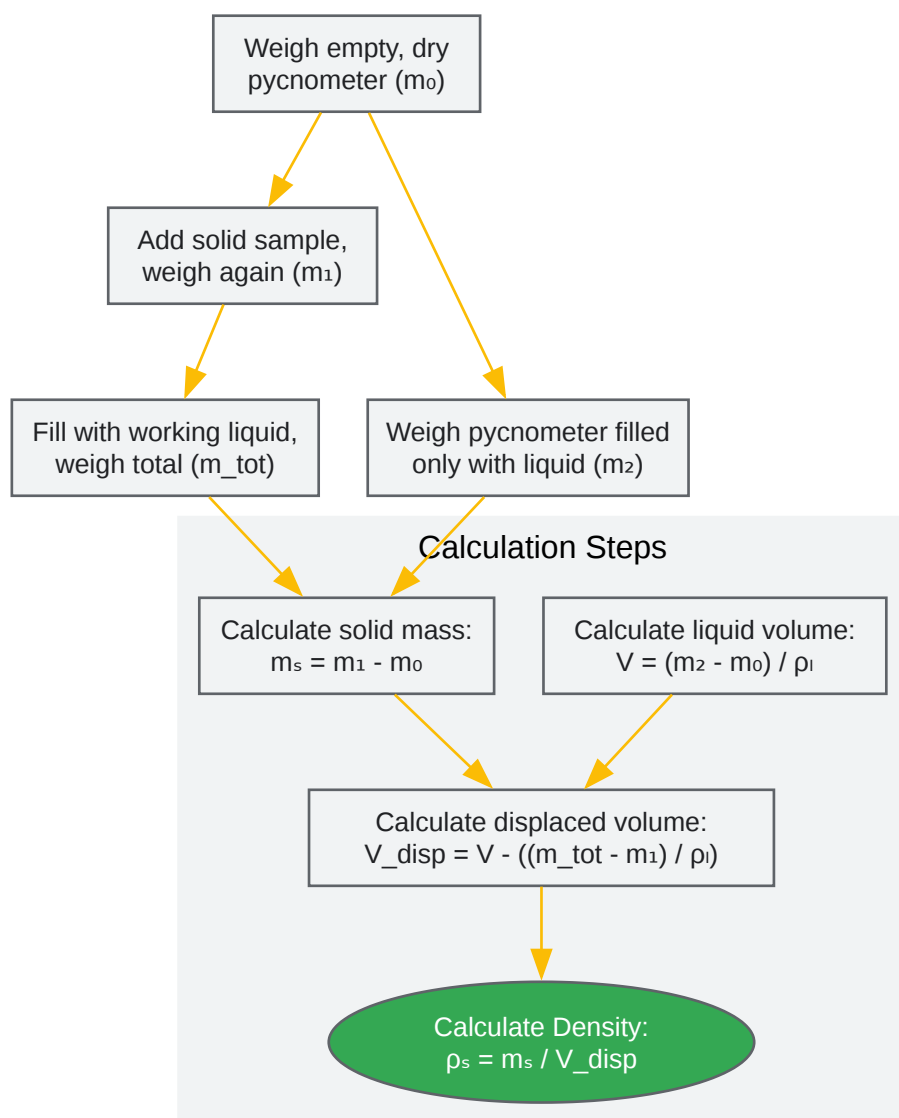 Weigh empty, dry
pycnometer (m₀)
Add solid sample,
weigh again (m₁)
Fill with working liquid,
weigh total (m_tot)
Weigh pycnometer filled
only with liquid (m₂)
Calculation Steps
Calculate solid mass:
mₛ = m₁ - m₀
Calculate liquid volume:
V = (m₂ - m₀) / ρₗ
Calculate displaced volume:
V_disp = V - ((m_tot - m₁) / ρₗ)
Calculate Density:
ρₛ = mₛ / V_disp